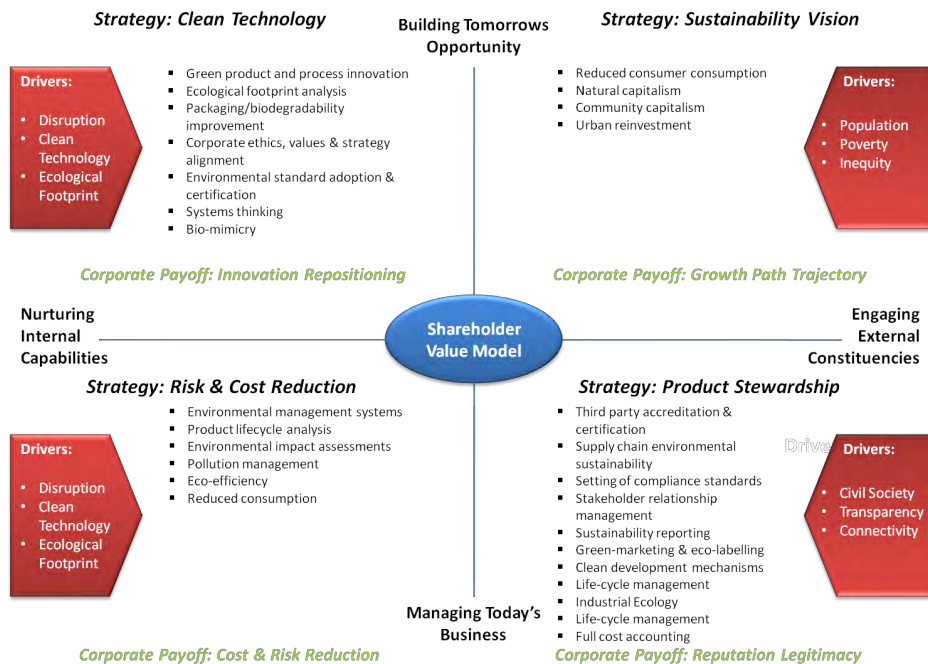 Strategy: Clean Technology
Building Tomorrows
Opportunity
Strategy: Sustainability Vision
Drivers:
• Disruption
• Clean
Technology
• Ecological
Footprint
▪ Green product and process innovation
▪ Ecological footprint analysis
▪ Packaging/biodegradability
improvement
▪ Corporate ethics, values & strategy
alignment
▪ Environmental standard adoption &
certification
▪ Systems thinking
▪ Bio-mimicry
▪ Reduced consumer consumption
▪ Natural capitalism
▪ Community capitalism
▪ Urban reinvestment
Drivers:
• Population
• Poverty
• Inequity
Corporate Payoff: Innovation Repositioning
Corporate Payoff: Growth Path Trajectory
Nurturing
Internal
Capabilities
Shareholder
Value Model
Engaging
External
Constituencies
Strategy: Risk & Cost Reduction
Strategy: Product Stewardship
Drivers:
• Disruption
• Clean
Technology
• Ecological
Footprint
▪ Environmental management systems
▪ Product lifecycle analysis
▪ Environmental impact assessments
▪ Pollution management
▪ Eco-efficiency
▪ Reduced consumption
▪ Third party accreditation &
certification
▪ Supply chain environmental
sustainability
▪ Setting of compliance standards
▪ Stakeholder relationship
management
▪ Sustainability reporting
▪ Green-marketing & eco-labelling
▪ Clean development mechanisms
▪ Life-cycle management
▪ Industrial Ecology
▪ Life-cycle management
▪ Full cost accounting
Drive
Drivers:
• Civil Society
• Transparency
• Connectivity
Managing Today's
Business
Corporate Payoff: Cost & Risk Reduction
Corporate Payoff: Reputation Legitimacy